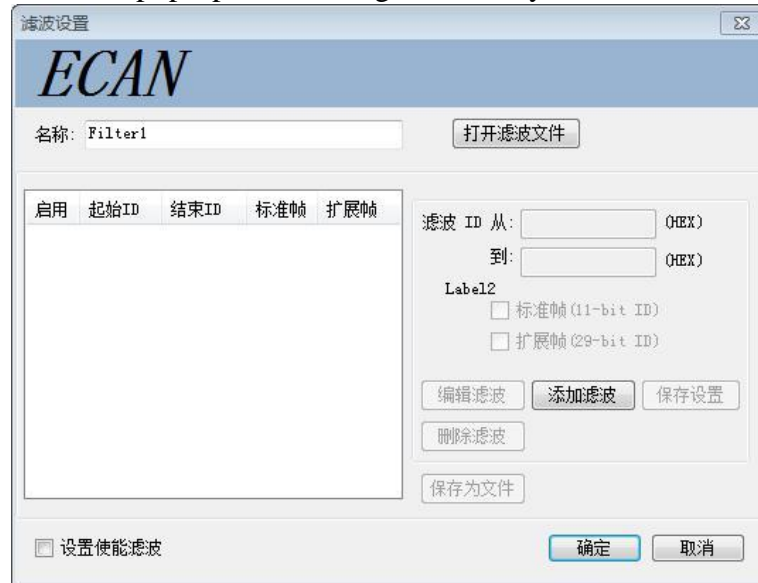 滤波设置
ECAN
名称: Filter1
打开滤波文件
启用 起始ID 结束ID 标准帧 扩展帧
滤波 ID 从: (HEX)
到: (HEX)
Label2
标准帧(11-bit ID)
扩展帧(29-bit ID)
编辑滤波 添加滤波 保存设置
删除滤波
保存为文件
设置使能滤波
确定 取消